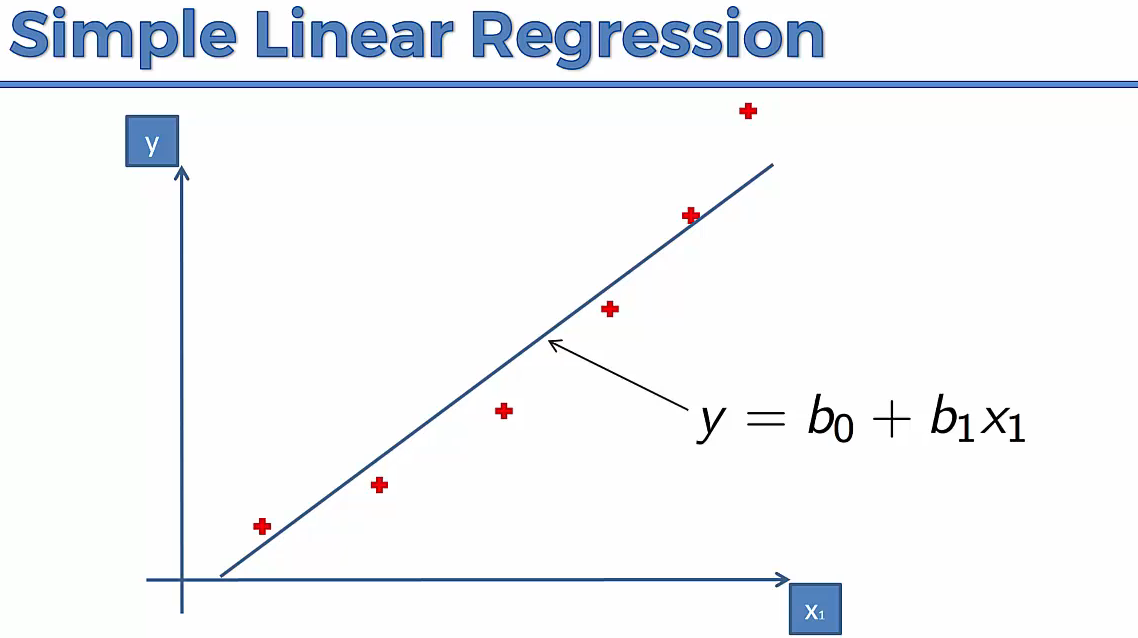 Simple Linear Regression
y
y = b₀ + b₁x₁
x₁